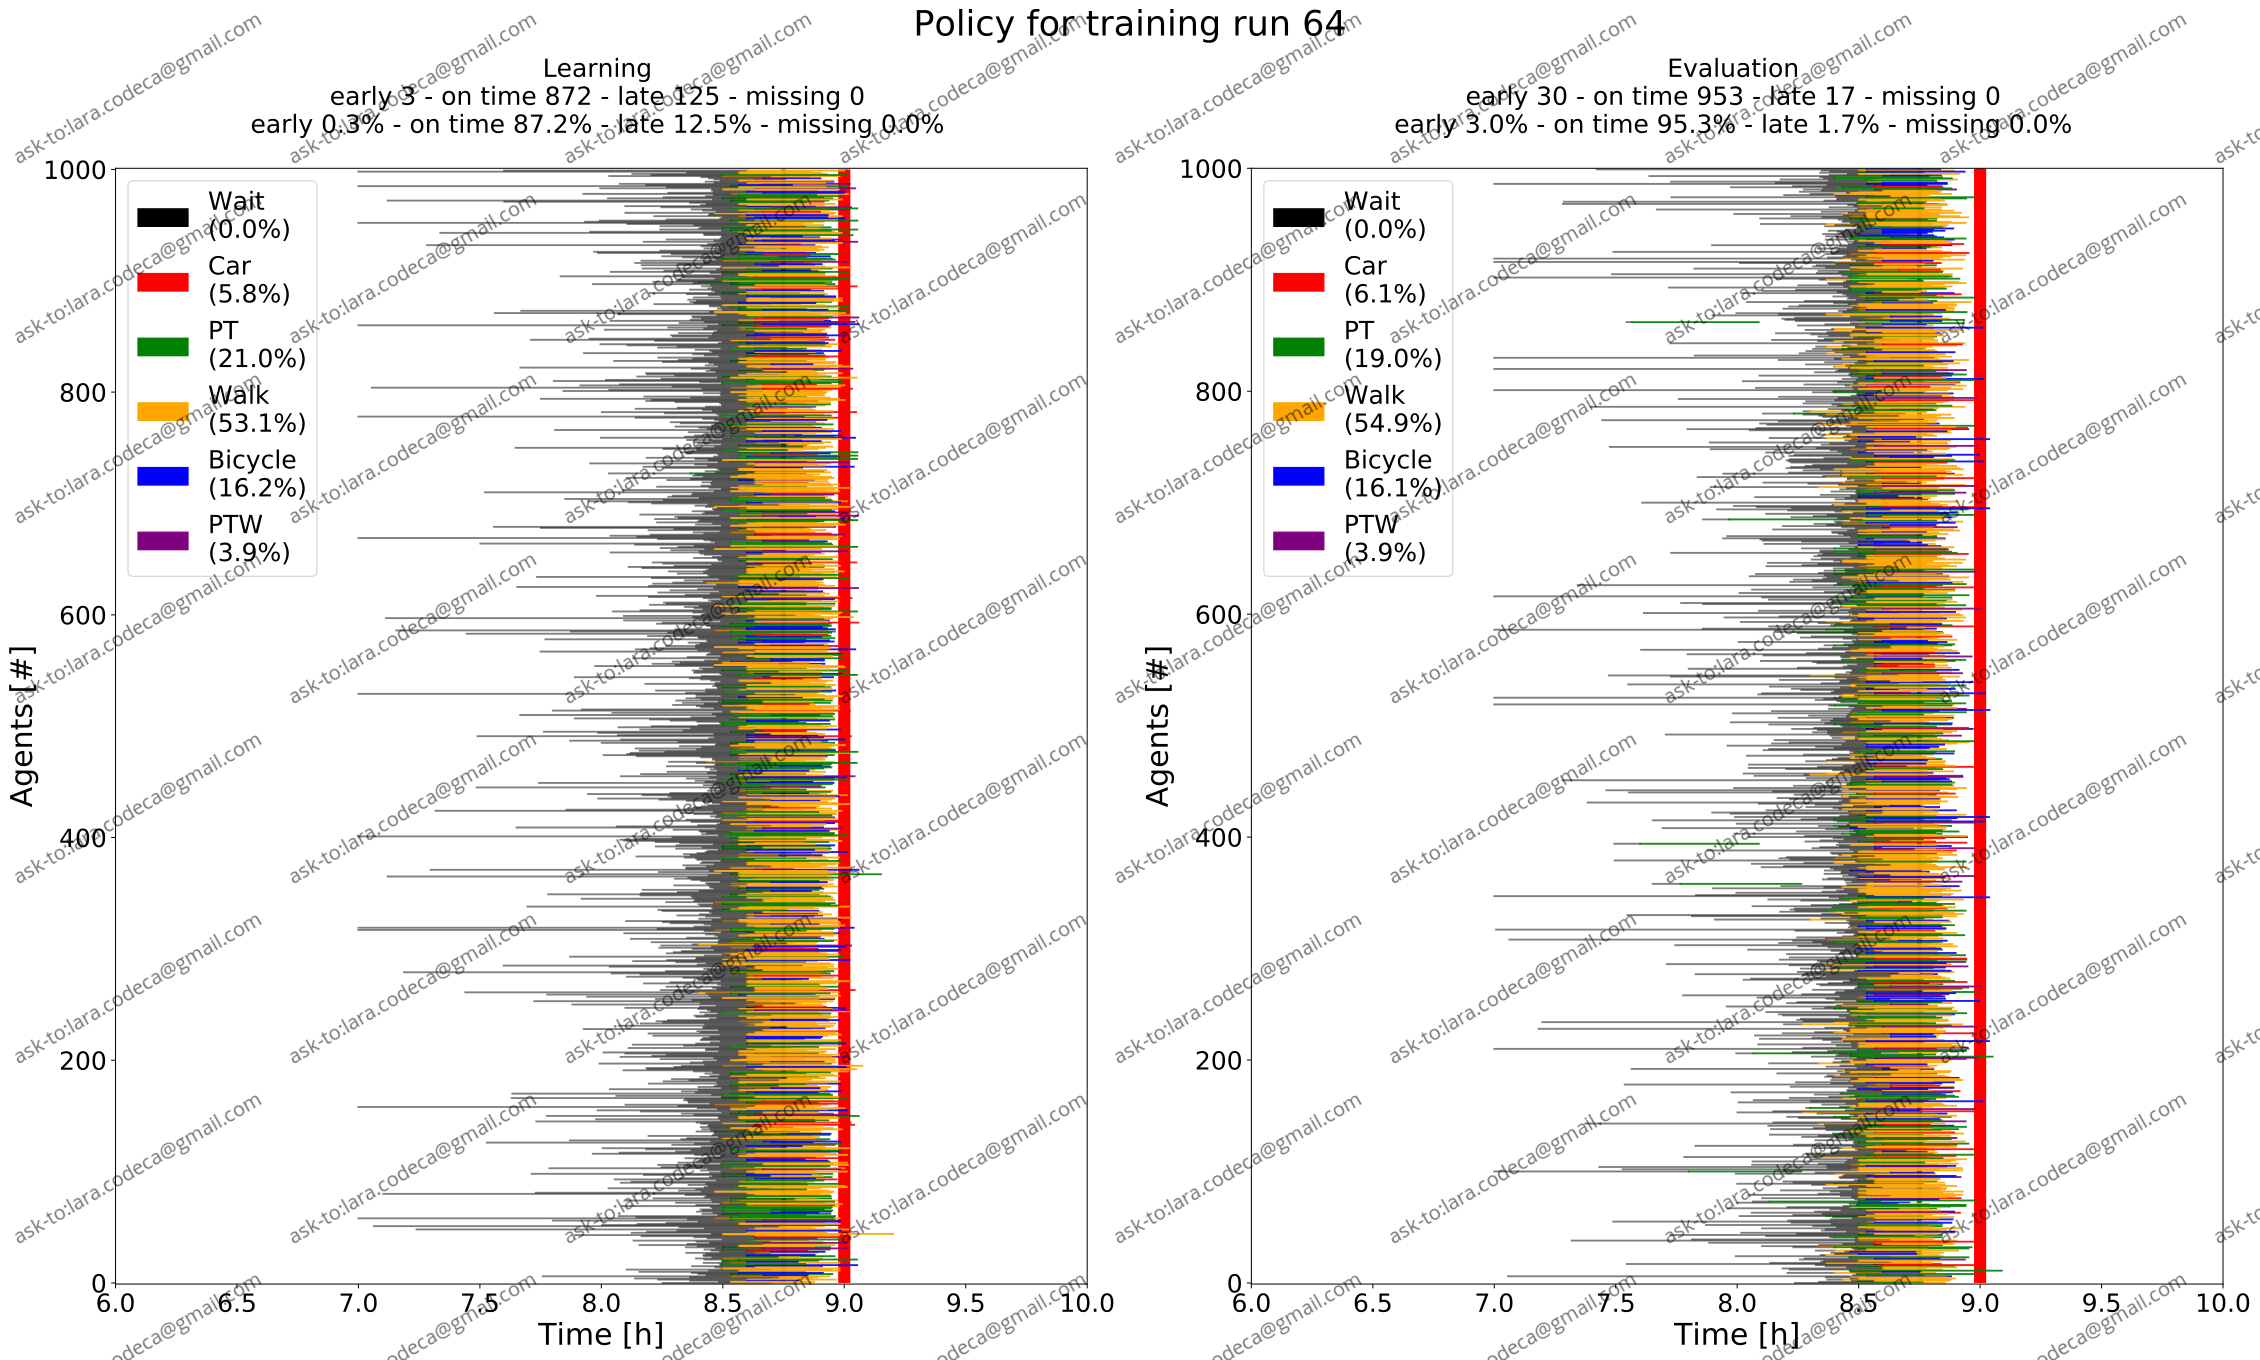 Policy for training run 64
Learning
early 3 - on time 872 - late 125 - missing 0
early 0.3% - on time 87.2% - late 12.5% - missing 0.0%
Wait
(0.0%)
Car
(5.8%)
PT
(21.0%)
Walk
(53.1%)
Bicycle
(16.2%)
PTW
(3.9%)
Agents [#]
1000
800
600
400
200
0
6.0 6.5 7.0 7.5 8.0 8.5 9.0 9.5 10.0
Time [h]
Evaluation
early 30 - on time 953 - late 17 - missing 0
early 3.0% - on time 95.3% - late 1.7% - missing 0.0%
Wait
(0.0%)
Car
(6.1%)
PT
(19.0%)
Walk
(54.9%)
Bicycle
(16.1%)
PTW
(3.9%)
Agents [#]
1000
800
600
400
200
0
6.0 6.5 7.0 7.5 8.0 8.5 9.0 9.5 10.0
Time [h]
ask-to:lara.codeca@gmail.com